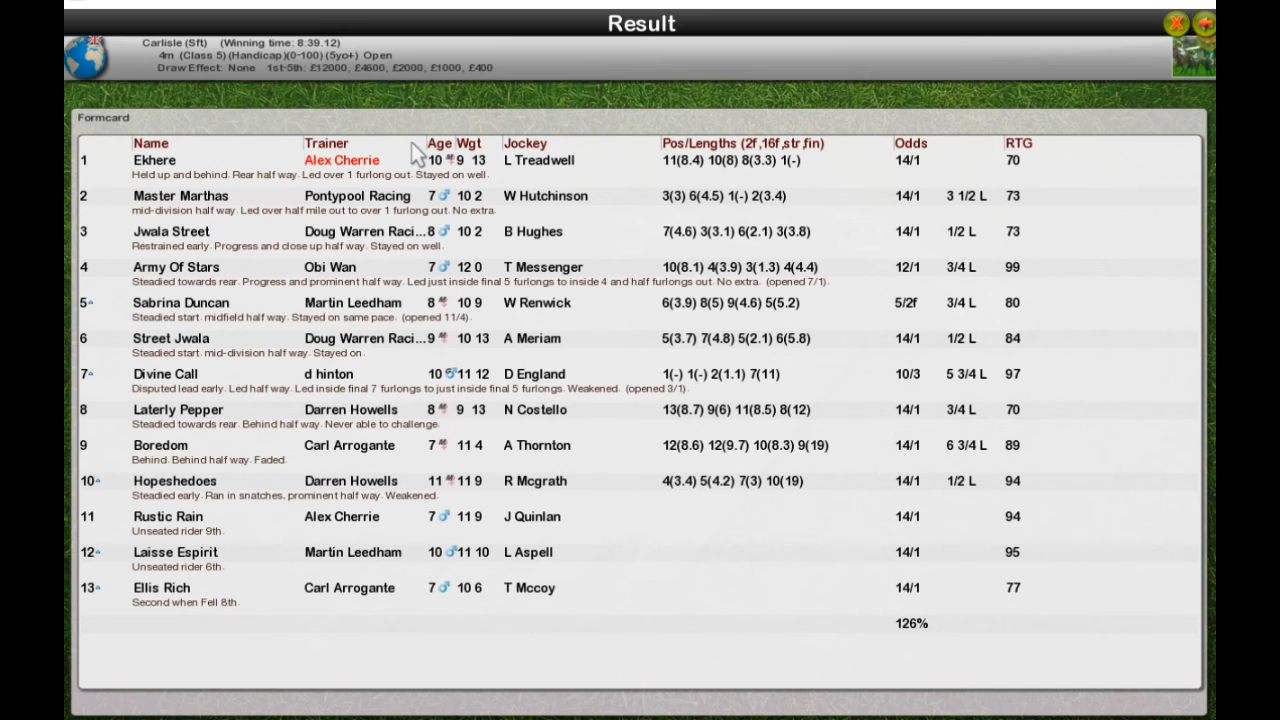 Result
Carlisle (Sft) (Winning time: 8:39.12)
4m (Class 5) (Handicap)(0-100) (5yo+) Open
Draw Effect: None 1st-5th: £12000, £4600, £2000, £1000, £400
Formcard
Name Trainer Age Wgt Jockey Pos/Lengths (2f,16f,str,fin) Odds RTG
1 Ekhere Alex Cherrie 10 9 13 L Treadwell 11(8.4) 10(8) 8(3.3) 1(-) 14/1 70
Held up and behind. Rear half way. Led over 1 furlong out. Stayed on well.
2 Master Marthas Pontypool Racing 7 10 2 W Hutchinson 3(3) 6(4.5) 1(-) 2(3.4) 14/1 3 1/2 L 73
mid-division half way. Led over half mile out to over 1 furlong out. No extra.
3 Jwala Street Doug Warren Raci... 8 10 2 B Hughes 7(4.6) 3(3.1) 6(2.1) 3(3.8) 14/1 1/2 L 73
Restrained early. Progress and close up half way. Stayed on well.
4 Army Of Stars Obi Wan 7 12 0 T Messenger 10(8.1) 4(3.9) 3(1.3) 4(4.4) 12/1 3/4 L 99
Steadied towards rear. Progress and prominent half way. Led just inside final 5 furlongs to inside 4 and half furlongs out. No extra. (opened 7/1).
5 Sabrina Duncan Martin Leedham 8 10 9 W Renwick 6(3.9) 8(5) 9(4.6) 5(5.2) 5/2f 3/4 L 80
Steadied start. midfield half way. Stayed on same pace. (opened 11/4).
6 Street Jwala Doug Warren Raci... 9 10 13 A Meriam 5(3.7) 7(4.8) 5(2.1) 6(5.8) 14/1 1/2 L 84
Steadied start. mid-division half way. Stayed on.
7 Divine Call d hinton 10 11 12 D England 1(-) 1(-) 2(1.1) 7(11) 10/3 5 3/4 L 97
Disputed lead early. Led half way. Led inside final 7 furlongs to just inside final 5 furlongs. Weakened. (opened 3/1).
8 Laterly Pepper Darren Howells 8 9 13 N Costello 13(8.7) 9(6) 11(8.5) 8(12) 14/1 3/4 L 70
Steadied towards rear. Behind half way. Never able to challenge.
9 Boredom Carl Arrogante 7 11 4 A Thornton 12(8.6) 12(9.7) 10(8.3) 9(19) 14/1 6 3/4 L 89
Behind. Behind half way. Faded.
10 Hopeshedoes Darren Howells 11 11 9 R Mcgrath 4(3.4) 5(4.2) 7(3) 10(19) 14/1 1/2 L 94
Steadied early. Ran in snatches, prominent half way. Weakened.
11 Rustic Rain Alex Cherrie 7 11 9 J Quinlan 14/1 94
Unseated rider 9th.
12 Laisse Espirit Martin Leedham 10 11 10 L Aspell 14/1 95
Unseated rider 6th.
13 Ellis Rich Carl Arrogante 7 10 6 T Mccoy 14/1 77
Second when Fell 8th.
126%